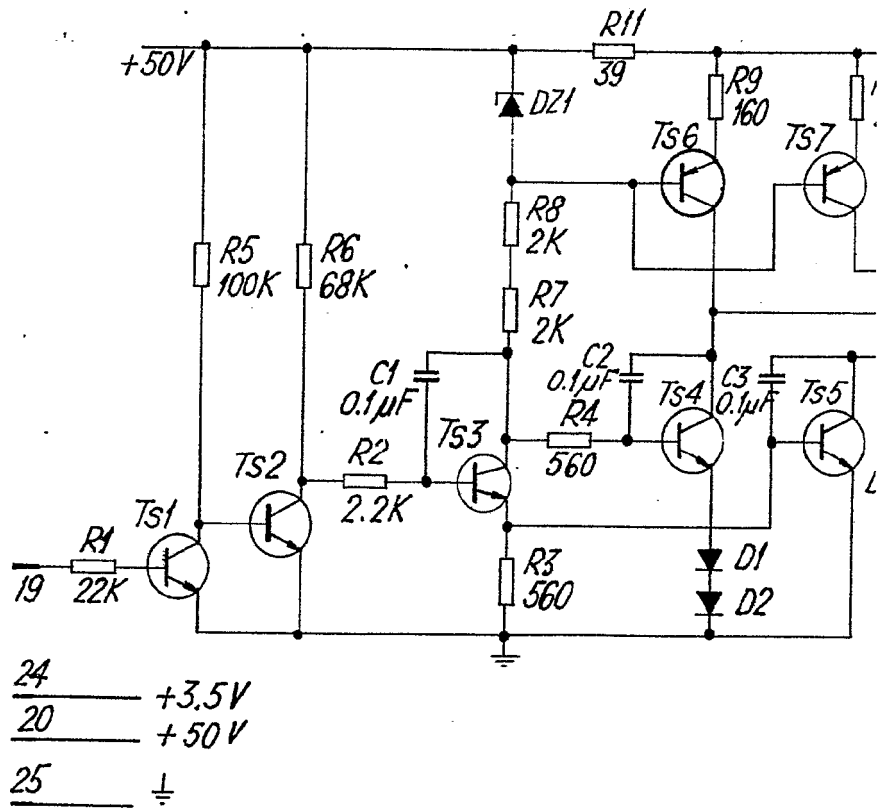 R11
+50V
39
DZ1
R9
160
Ts6
Ts7
R8
2K
R5
100K
R6
68K
R7
2K
C1
0.1µF
C2
0.1µF
C3
0.1µF
Ts4
Ts5
R4
560
Ts3
Ts2
R2
2.2K
Ts1
R1
22K
19
R3
560
D1
D2
24
+3.5V
20
+50V
25